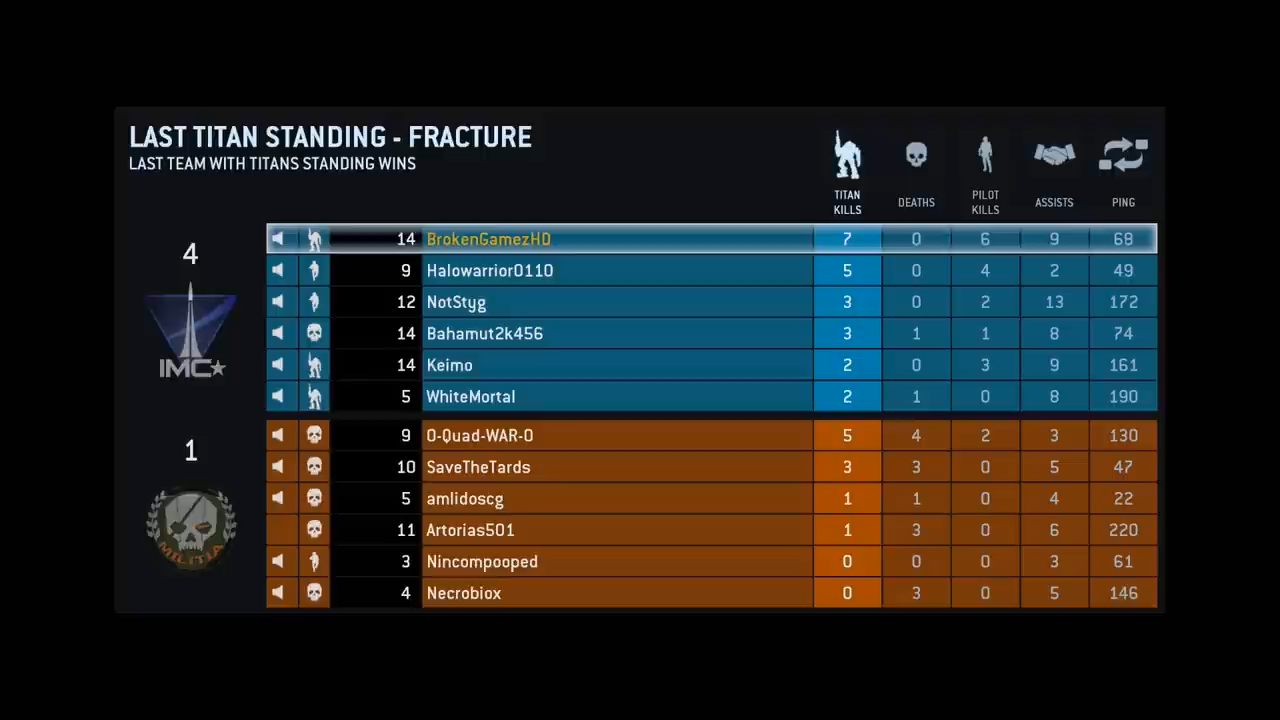 LAST TITAN STANDING - FRACTURE
LAST TEAM WITH TITANS STANDING WINS
TITAN KILLS DEATHS PILOT KILLS ASSISTS PING
4
IMC
14 BrokenGamezHD 7 0 6 9 68
9 Halowarrior0110 5 0 4 2 49
12 NotStyg 3 0 2 13 172
14 Bahamut2k456 3 1 1 8 74
14 Keimo 2 0 3 9 161
5 WhiteMortal 2 1 0 8 190
1
MILITIA
9 O-Quad-WAR-O 5 4 2 3 130
10 SaveTheTards 3 3 0 5 47
5 amlidoscg 1 1 0 4 22
11 Artorias501 1 3 0 6 220
3 Nincompooped 0 0 0 3 61
4 Necrobiox 0 3 0 5 146